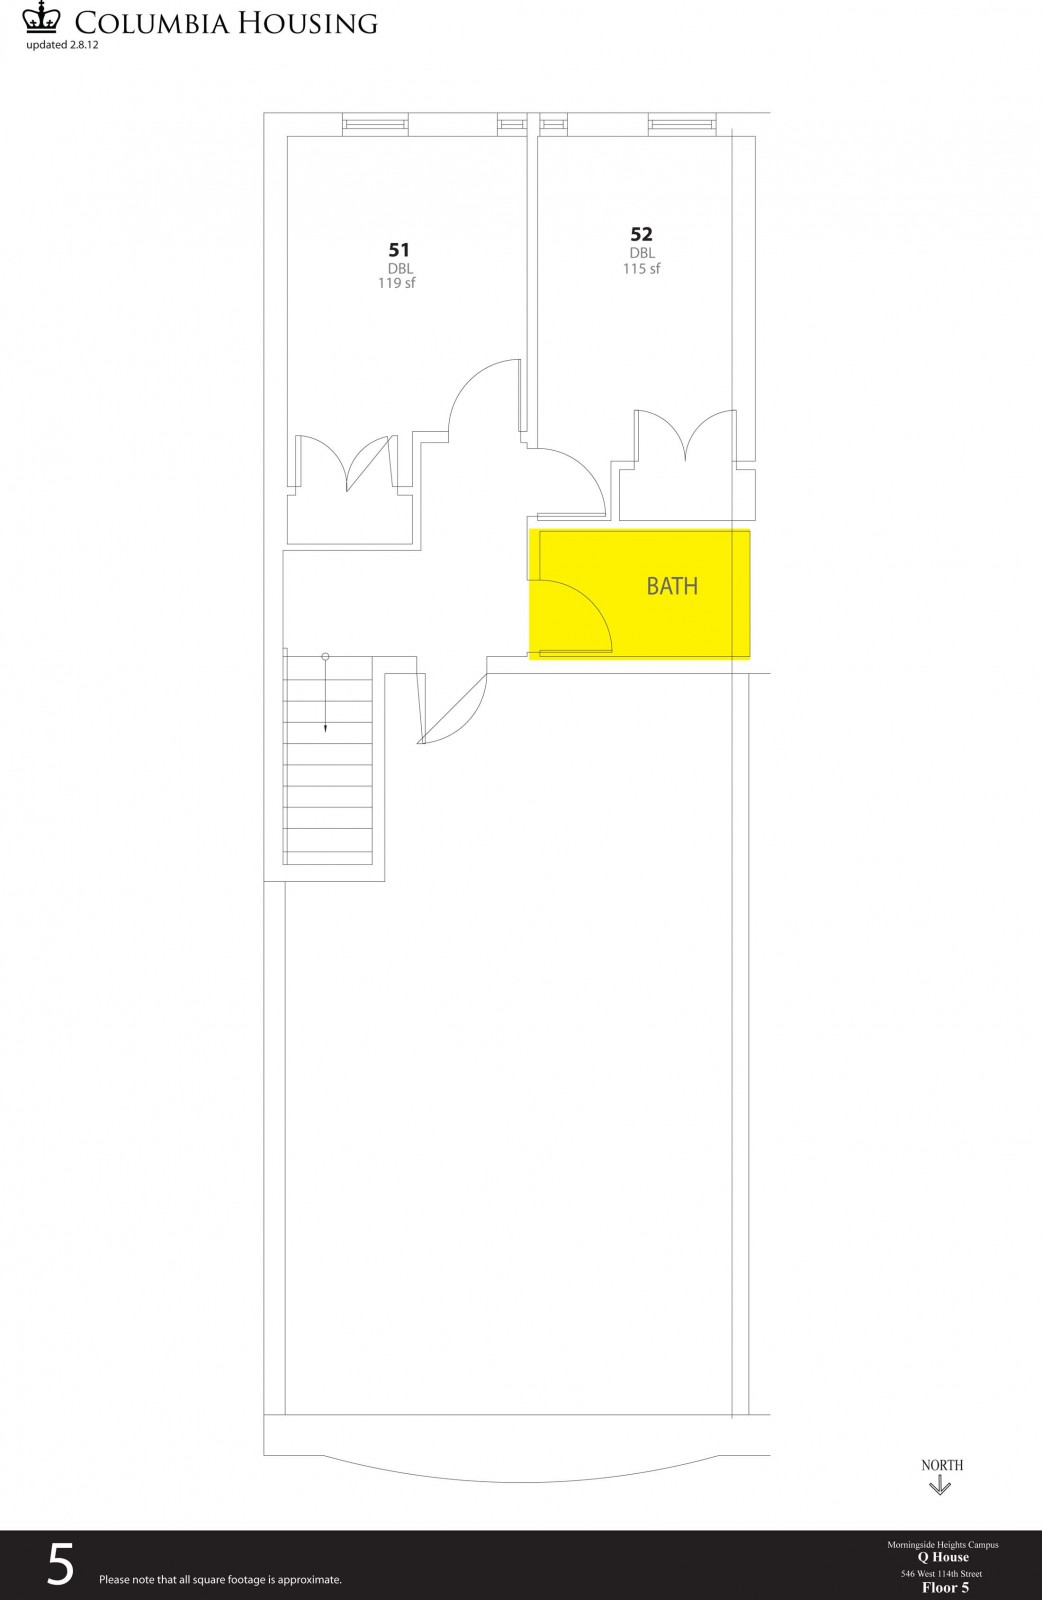 COLUMBIA HOUSING
updated 2.8.12
51
DBL
119 sf
52
DBL
115 sf
BATH
NORTH
5
Please note that all square footage is approximate.
Morningside Heights Campus
Q House
546 West 114th Street
Floor 5